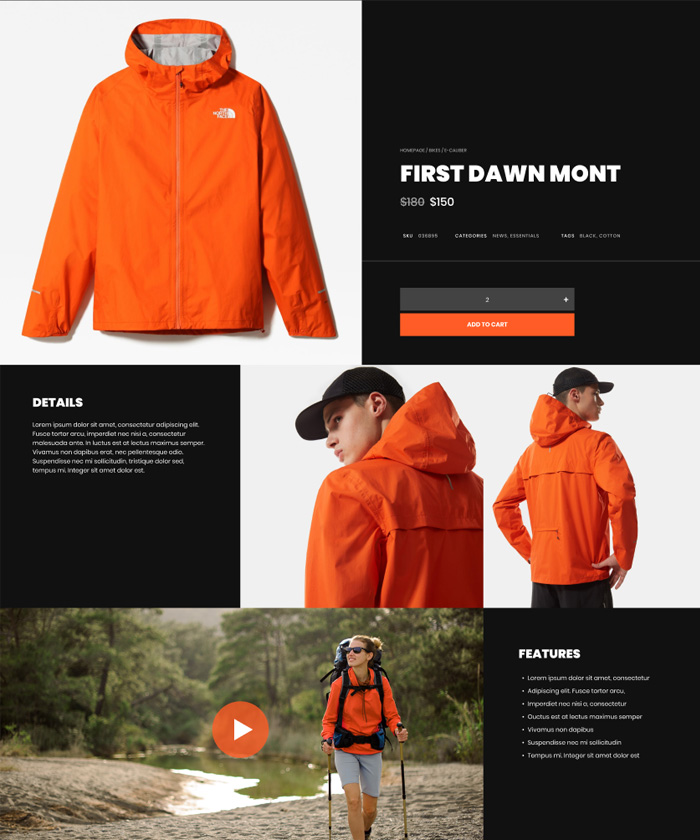 THE
NORTH
FACE
HOMEPAGE / BIKES / E-CALIBER
FIRST DAWN MONT
$180 $150
SKU 036895 CATEGORIES NEWS, ESSENTIALS TAGS BLACK, COTTON
2 +
ADD TO CART
DETAILS
Lorem ipsum dolor sit amet, consectetur adipiscing elit.
Fusce tortor arcu, imperdiet nec nisi a, consectetur
malesuada ante. In luctus est at lectus maximus semper.
Vivamus non dapibus erat, nec pellentesque odio.
Suspendisse nec mi sollicitudin, tristique dolor sed,
tempus mi. Integer sit amet dolor est.
FEATURES
• Lorem ipsum dolor sit amet, consectetur
• Adipiscing elit. Fusce tortor arcu,
• Imperdiet nec nisi a, consectetur
• Ouctus est at lectus maximus semper
• Vivamus non dapibus
• Suspendisse nec mi sollicitudin
• Tempus mi. Integer sit amet dolor est